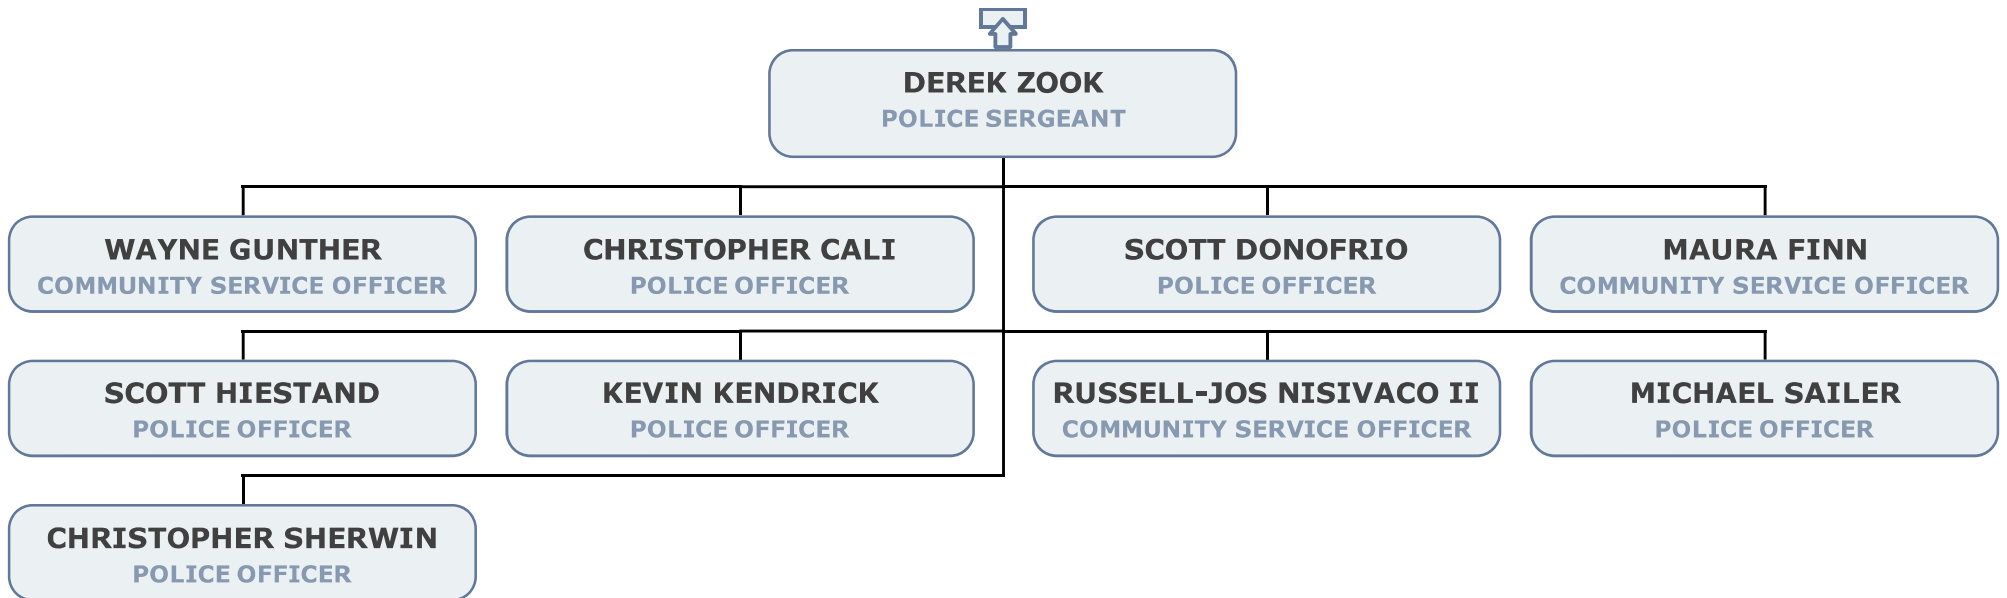 DEREK ZOOK
POLICE SERGEANT
WAYNE GUNTHER
COMMUNITY SERVICE OFFICER
CHRISTOPHER CALI
POLICE OFFICER
SCOTT DONOFRIO
POLICE OFFICER
MAURA FINN
COMMUNITY SERVICE OFFICER
SCOTT HIESTAND
POLICE OFFICER
KEVIN KENDRICK
POLICE OFFICER
RUSSELL-JOS NISIVACO II
COMMUNITY SERVICE OFFICER
MICHAEL SAILER
POLICE OFFICER
CHRISTOPHER SHERWIN
POLICE OFFICER